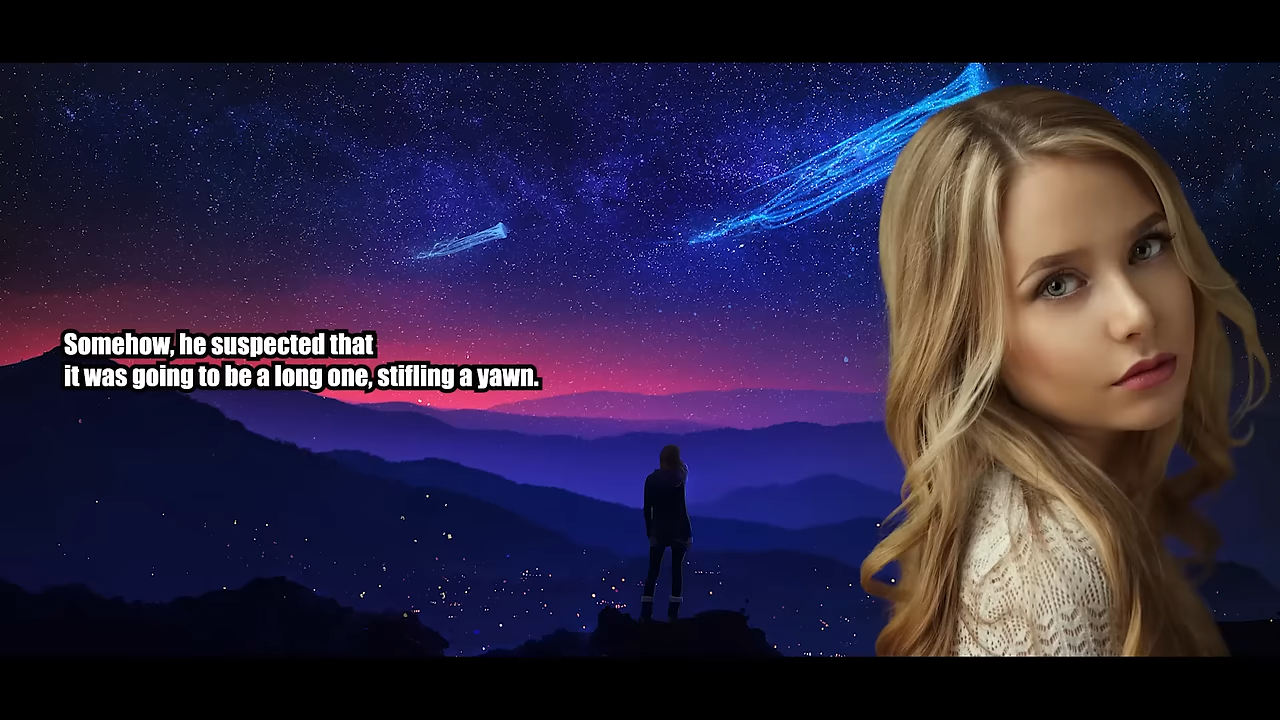 Somehow, he suspected that
it was going to be a long one, stifling a yawn.